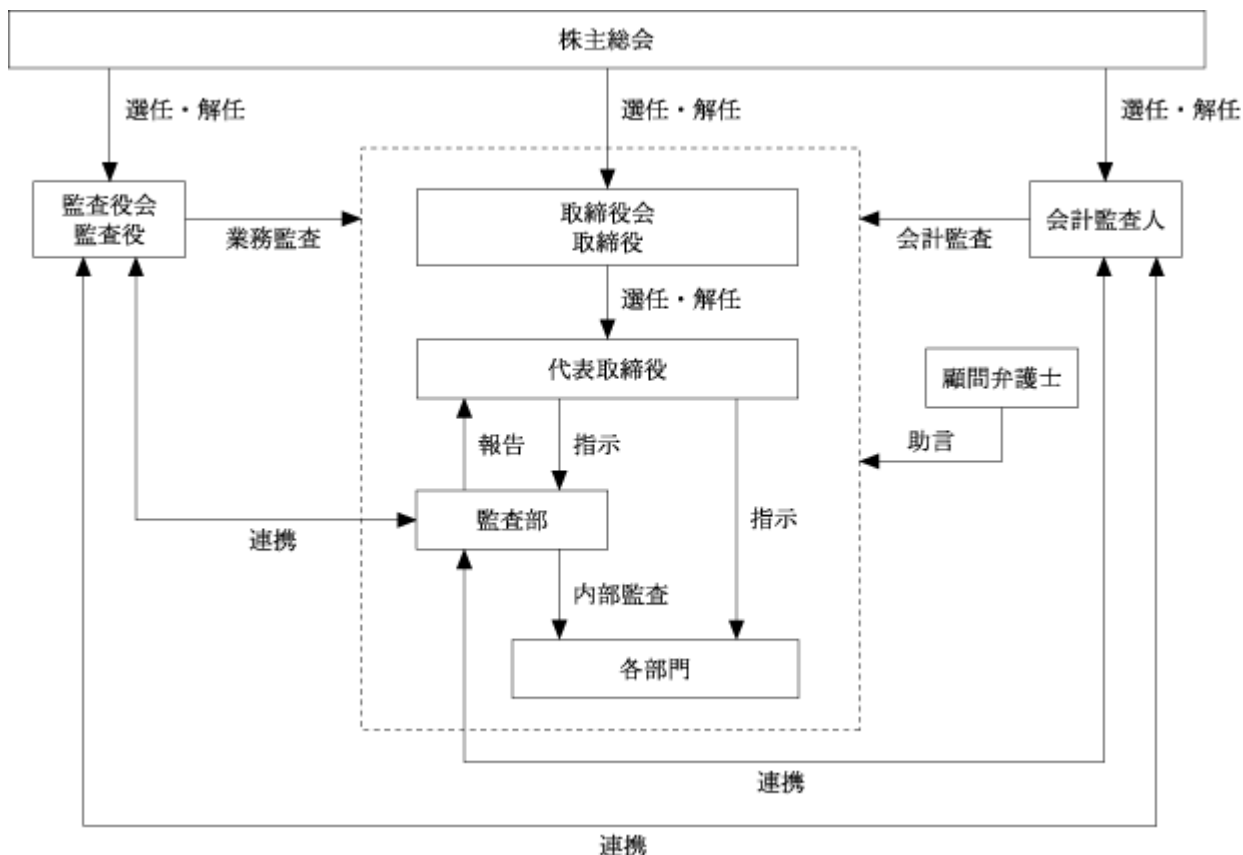 株主総会
選任・解任
選任・解任
選任・解任
監査役会
監査役
業務監査
取締役会
取締役
会計監査
会計監査人
選任・解任
代表取締役
顧問弁護士
報告
指示
助言
監査部
指示
連携
内部監査
各部門
連携
連携